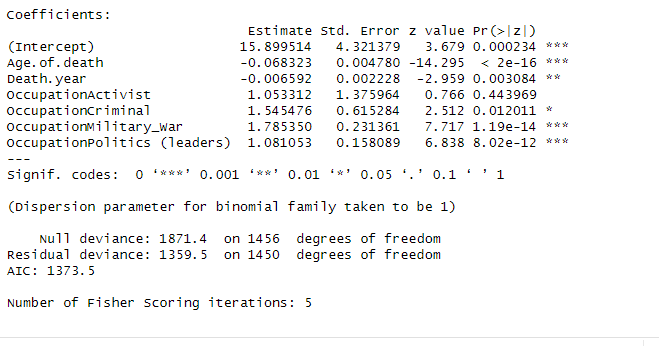 Coefficients:
Estimate Std. Error z value Pr(>|z|)
(Intercept) 15.899514 4.321379 3.679 0.000234 ***
Age.of.death -0.068323 0.004780 -14.295 < 2e-16 ***
Death.year -0.006592 0.002228 -2.959 0.003084 **
OccupationActivist 1.053312 1.375964 0.766 0.443969
OccupationCriminal 1.545476 0.615284 2.512 0.012011 *
OccupationMilitary_War 1.785350 0.231361 7.717 1.19e-14 ***
OccupationPolitics (leaders) 1.081053 0.158089 6.838 8.02e-12 ***
---
Signif. codes: 0 ‘***’ 0.001 ‘**’ 0.01 ‘*’ 0.05 ‘.’ 0.1 ‘ ’ 1
(Dispersion parameter for binomial family taken to be 1)
Null deviance: 1871.4 on 1456 degrees of freedom
Residual deviance: 1359.5 on 1450 degrees of freedom
AIC: 1373.5
Number of Fisher Scoring iterations: 5